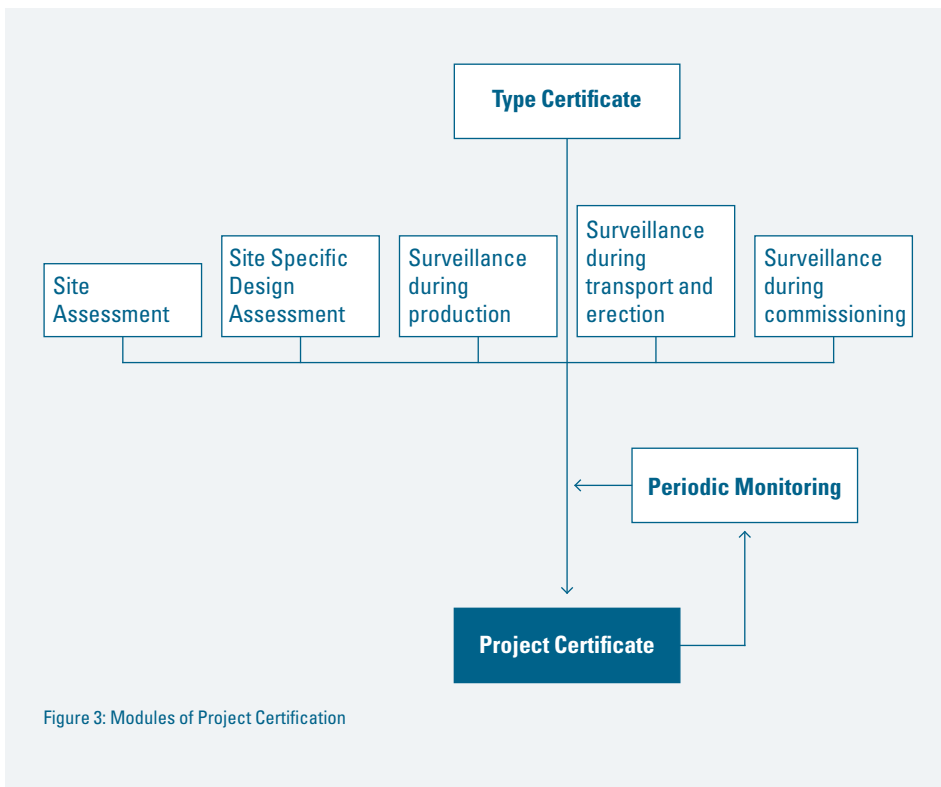 Type Certificate
Site
Assessment
Site Specific
Design
Assessment
Surveillance
during
production
Surveillance
during
transport and
erection
Surveillance
during
commissioning
Periodic Monitoring
Project Certificate
Figure 3: Modules of Project Certification